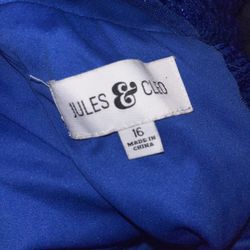 JULES & CLEO
16
MADE IN
CHINA